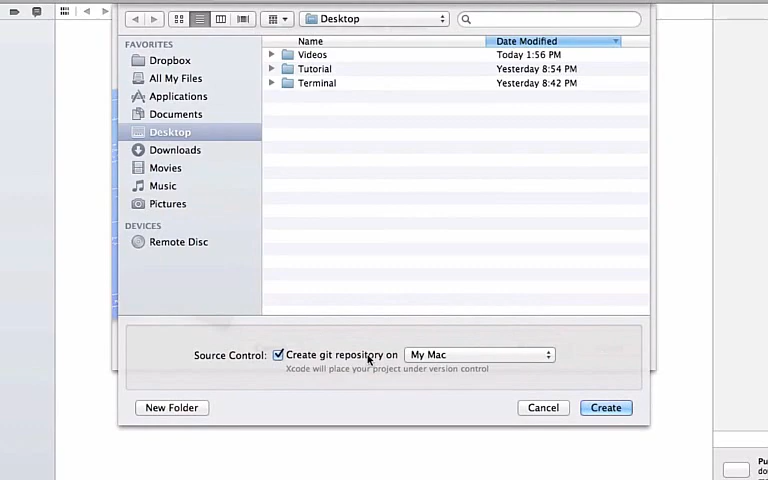 Desktop
FAVORITES
Dropbox
All My Files
Applications
Documents
Desktop
Downloads
Movies
Music
Pictures
DEVICES
Remote Disc
Name Date Modified
Videos Today 1:56 PM
Tutorial Yesterday 8:54 PM
Terminal Yesterday 8:42 PM
Source Control: Create git repository on My Mac
Xcode will place your project under version control
New Folder Cancel Create